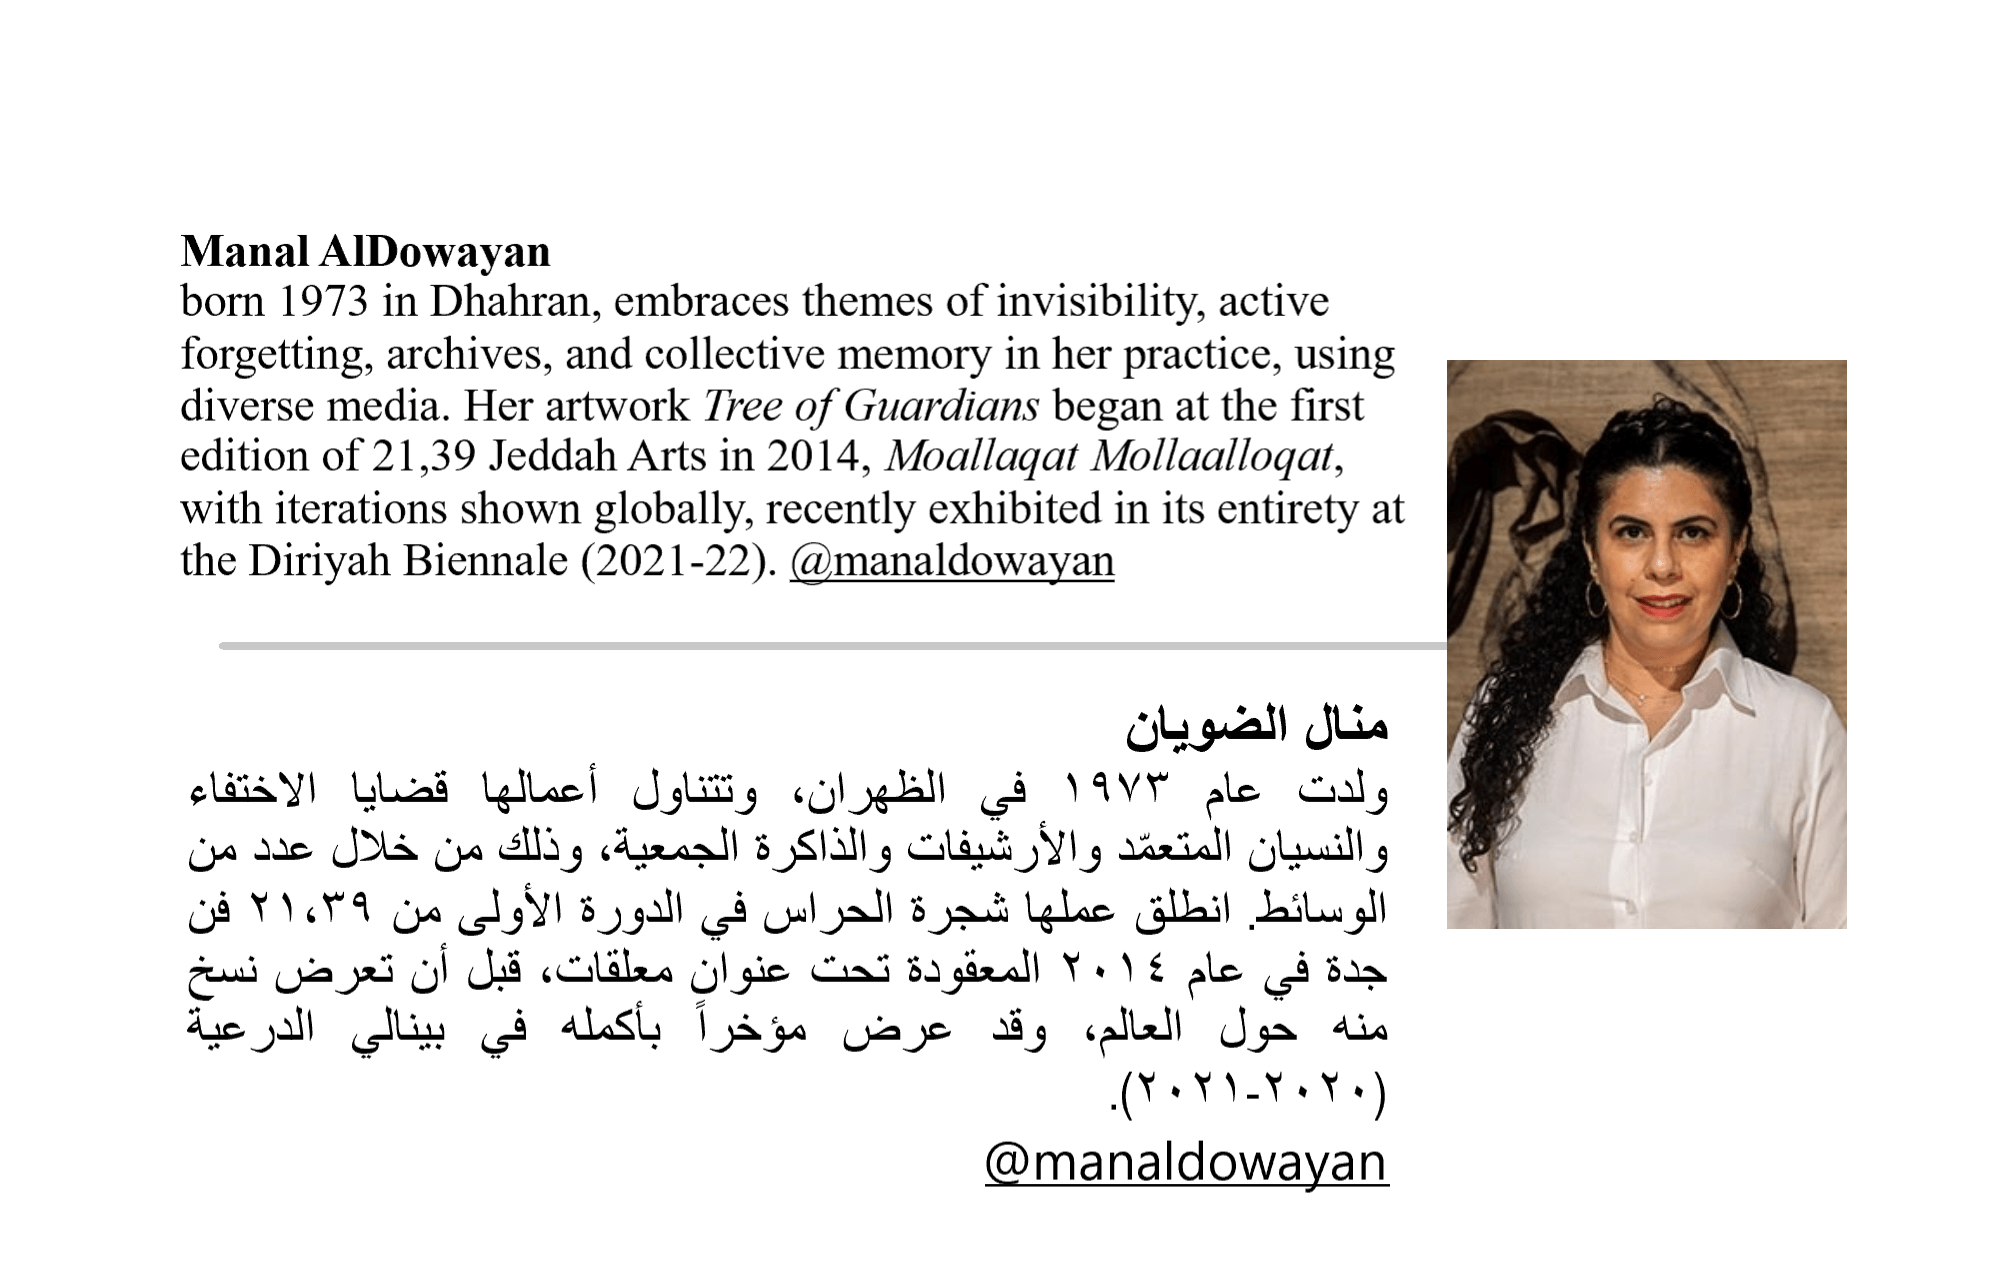 Manal AlDowayan
born 1973 in Dhahran, embraces themes of invisibility, active
forgetting, archives, and collective memory in her practice, using
diverse media. Her artwork Tree of Guardians began at the first
edition of 21,39 Jeddah Arts in 2014, Moallaqat Mollaalloqat,
with iterations shown globally, recently exhibited in its entirety at
the Diriyah Biennale (2021-22). @manaldowayan
منال الضويان
ولدت عام ١٩٧٣ في الظهران، وتتناول أعمالها قضايا الاختفاء
والنسيان المتعمّد والأرشيفات والذاكرة الجمعية، وذلك من خلال عدد من
الوسائط. انطلق عملها شجرة الحراس في الدورة الأولى من ٢١،٣٩ فن
جدة في عام ٢٠١٤ المعقودة تحت عنوان معلقات، قبل أن تعرض نسخ
منه حول العالم، وقد عرض مؤخراً بأكمله في بينالي الدرعية
(٢٠٢٠-٢٠٢١).
@manaldowayan